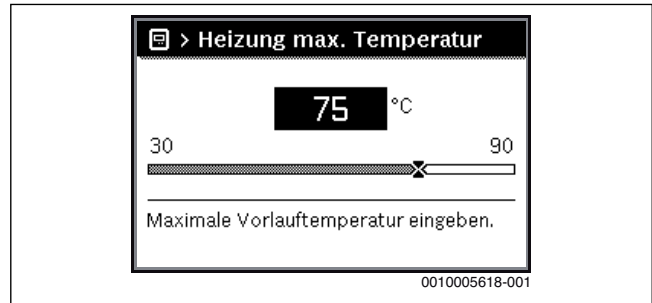 > Heizung max. Temperatur
75 °C
30 90
Maximale Vorlauftemperatur eingeben.
0010005618-001